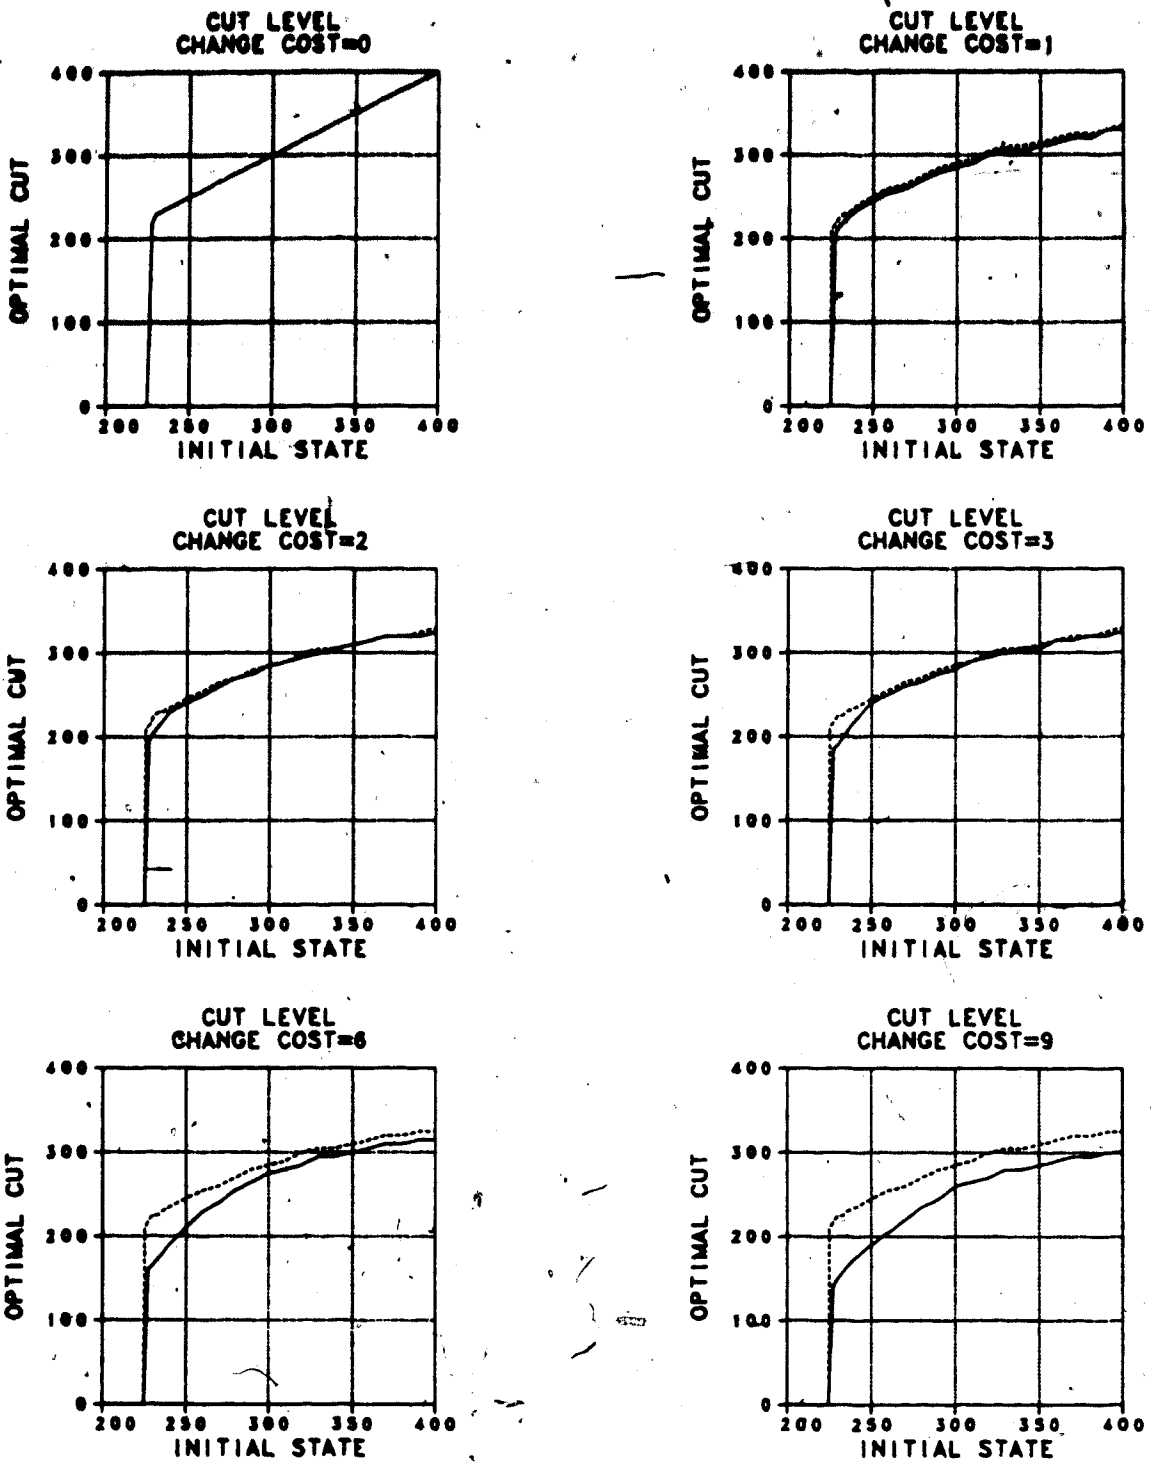 CUT LEVEL
CHANGE COST=0
400
300
200
100
0
OPTIMAL CUT
200 250 300 350 400
INITIAL STATE
CUT LEVEL
CHANGE COST=1
400
300
200
100
0
OPTIMAL CUT
200 250 300 350 400
INITIAL STATE
CUT LEVEL
CHANGE COST=2
400
300
200
100
0
OPTIMAL CUT
200 250 300 350 400
INITIAL STATE
CUT LEVEL
CHANGE COST=3
400
300
200
100
0
OPTIMAL CUT
200 250 300 350 400
INITIAL STATE
CUT LEVEL
CHANGE COST=6
400
300
200
100
0
OPTIMAL CUT
200 250 300 350 400
INITIAL STATE
CUT LEVEL
CHANGE COST=9
400
300
200
100
0
OPTIMAL CUT
200 250 300 350 400
INITIAL STATE